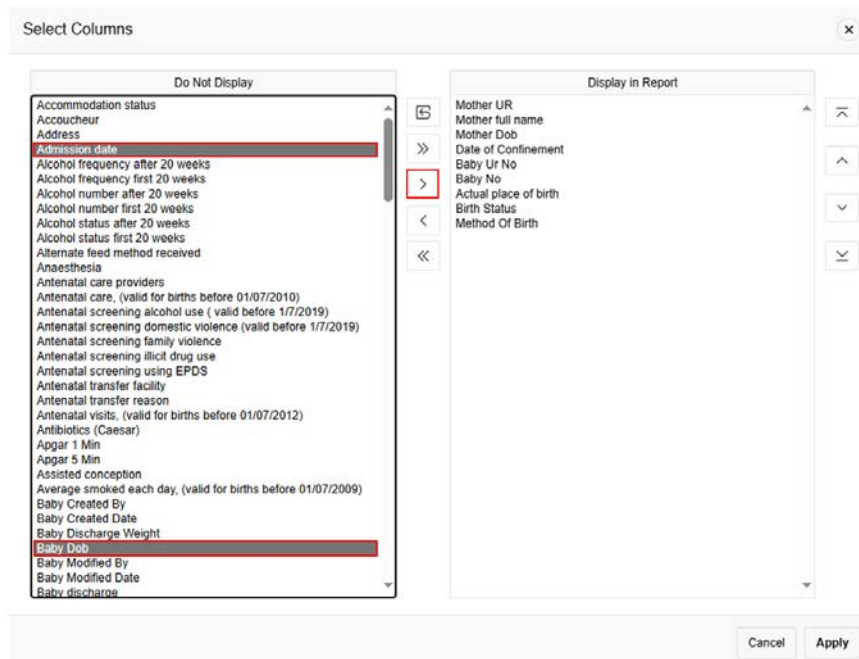 Select Columns
Do Not Display
Accommodation status
Accoucheur
Address
Admission date
Alcohol frequency after 20 weeks
Alcohol frequency first 20 weeks
Alcohol number after 20 weeks
Alcohol number first 20 weeks
Alcohol status after 20 weeks
Alcohol status first 20 weeks
Alternate feed method received
Anaesthesia
Antenatal care providers
Antenatal care, (valid for births before 01/07/2010)
Antenatal screening alcohol use ( valid before 1/7/2019)
Antenatal screening domestic violence (valid before 1/7/2019)
Antenatal screening family violence
Antenatal screening illicit drug use
Antenatal screening using EPDS
Antenatal transfer facility
Antenatal transfer reason
Antenatal visits, (valid for births before 01/07/2012)
Antibiotics (Caesar)
Apgar 1 Min
Apgar 5 Min
Assisted conception
Average smoked each day, (valid for births before 01/07/2009)
Baby Created By
Baby Created Date
Baby Discharge Weight
Baby Dob
Baby Modified By
Baby Modified Date
Baby discharge
Display in Report
Mother UR
Mother full name
Mother Dob
Date of Confinement
Baby Ur No
Baby No
Actual place of birth
Birth Status
Method Of Birth
Cancel
Apply